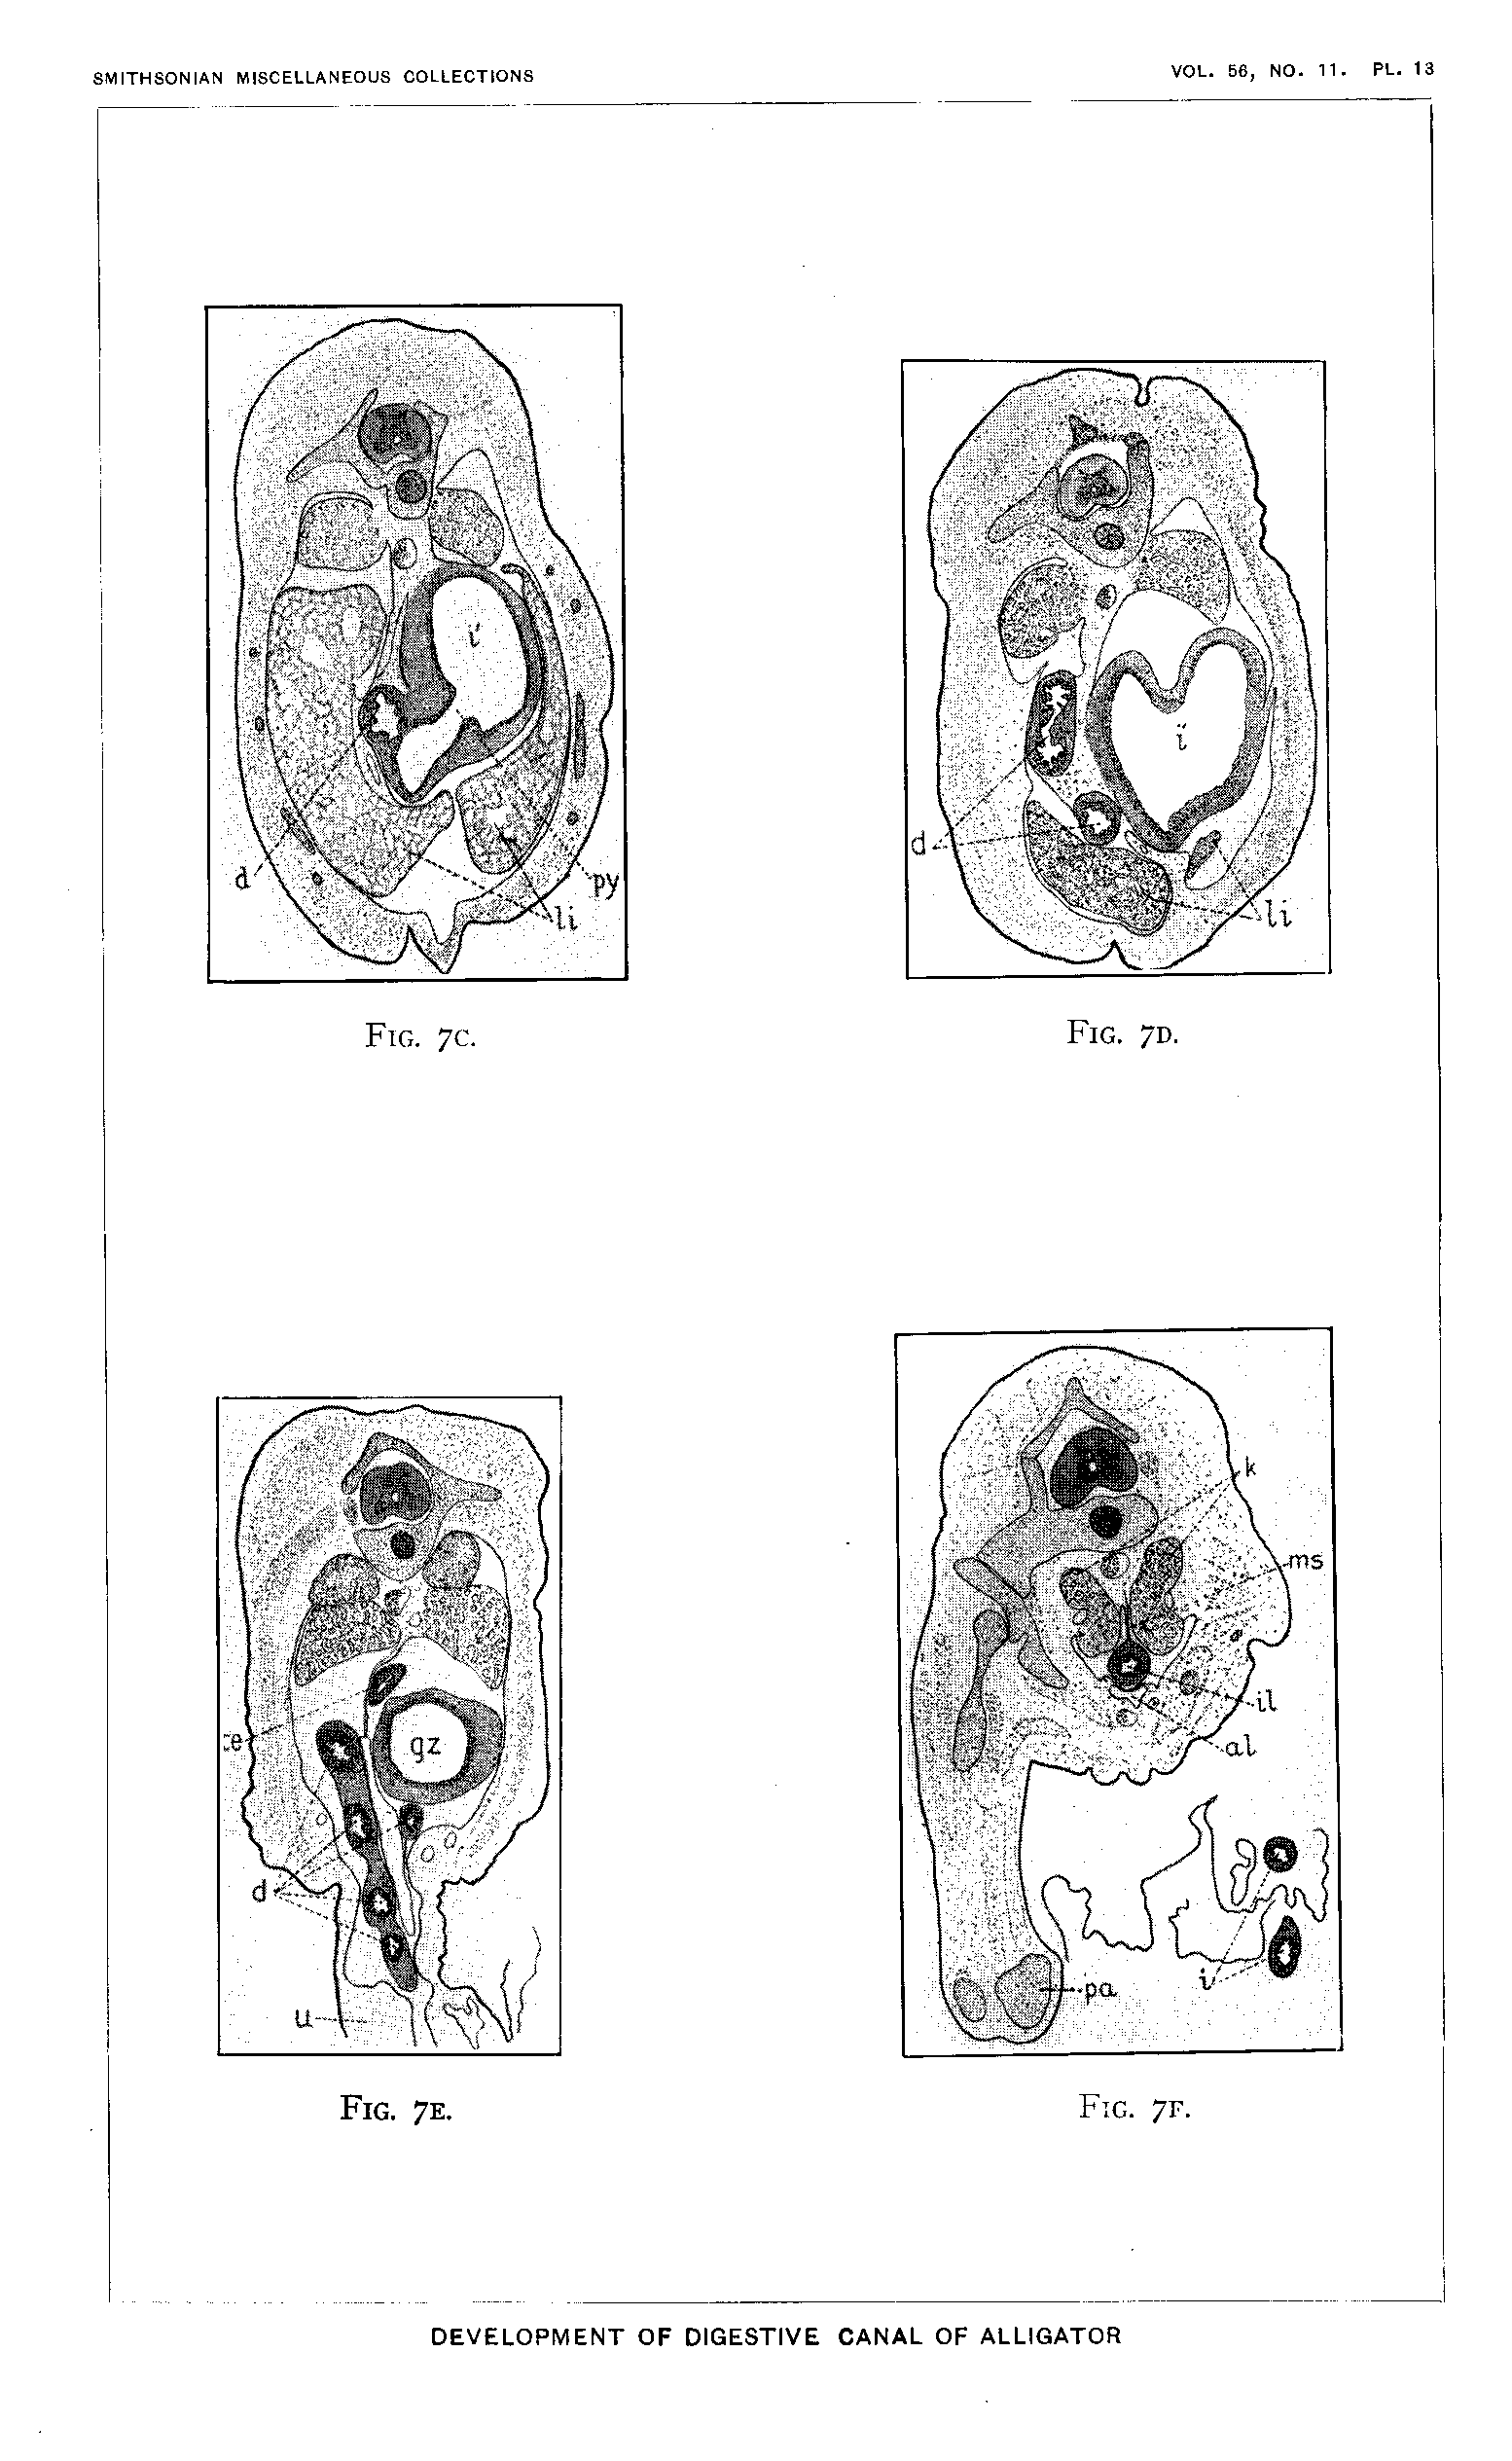 SMITHSONIAN MISCELLANEOUS COLLECTIONS
VOL. 56, NO. 11. PL. 13
i'
d
py
li
FIG. 7C.
i
d
li
FIG. 7D.
ce
gz
d
u
FIG. 7E.
k
ms
il
al
i
pa
FIG. 7F.
DEVELOPMENT OF DIGESTIVE CANAL OF ALLIGATOR